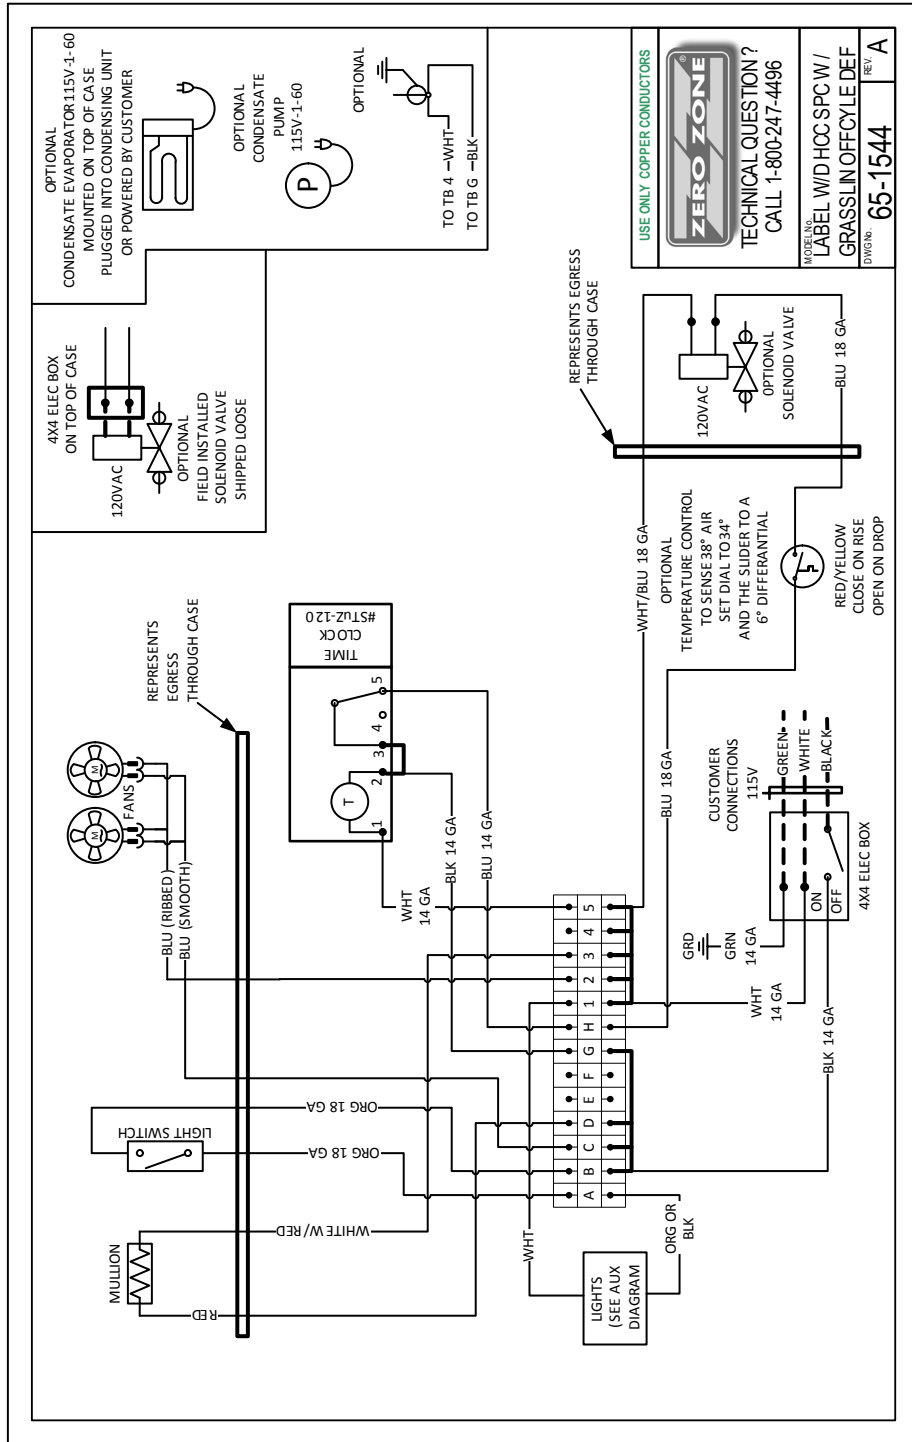 OPTIONAL
CONDENSATE EVAPORATOR 115V-1-60
MOUNTED ON TOP OF CASE
PLUGGED INTO CONDENSING UNIT
OR POWERED BY CUSTOMER
OPTIONAL
CONDENSATE
PUMP
115V-1-60
P
OPTIONAL
TO TB 4
WHT
TO TB G
BLK
4X4 ELEC BOX
ON TOP OF CASE
120VAC
OPTIONAL
FIELD INSTALLED
SOLENOID VALVE
SHIPPED LOOSE
REPRESENTS
EGRESS
THROUGH CASE
M
M
FANS
BLU (RIBBED)
BLU (SMOOTH)
LIGHT SWITCH
ORG 18 GA
ORG 18 GA
MULLION
WHITE W/RED
RED
TIME
CLOCK
#STuZ-120
T
1
2
3
4
5
WHT
14 GA
BLK 14 GA
BLU 14 GA
A
B
C
D
E
F
G
H
1
2
3
4
5
WHT
LIGHTS
(SEE AUX
DIAGRAM
ORG OR
BLK
WHT/BLU 18 GA
OPTIONAL
TEMPERATURE CONTROL
TO SENSE 38° AIR
SET DIAL TO 34°
AND THE SLIDER TO A
6° DIFFERANTIAL
BLU 18GA
RED/YELLOW
CLOSE ON RISE
OPEN ON DROP
REPRESENTS EGRESS
THROUGH CASE
120VAC
OPTIONAL
SOLENOID VALVE
BLU 18 GA
CUSTOMER
CONNECTIONS
115V
GREEN
WHITE
BLACK
GRD
GRN
14 GA
WHT
14 GA
BLK 14 GA
ON
OFF
4X4 ELEC BOX
USE ONLY COPPER CONDUCTORS
ZERO ZONE ®
TECHNICAL QUESTION ?
CALL 1-800-247-4496
MODEL No.
LABEL W/D HCC SPC W/
GRASSLIN OFFCYLE DEF
DWG No. 65-1544
REV. A